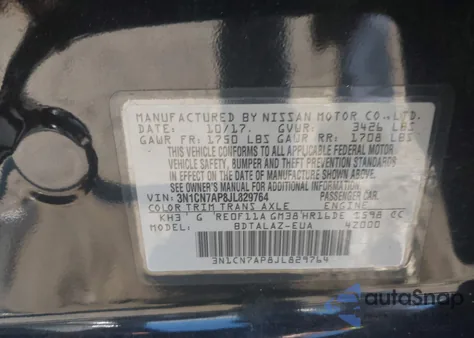 MANUFACTURED BY NISSAN MOTOR CO., LTD.
DATE: 10/17. GVWR: 3426 LBS
GAWR FR: 1750 LBS GAWR RR: 1708 LBS
THIS VEHICLE CONFORMS TO ALL APPLICABLE FEDERAL MOTOR
VEHICLE SAFETY, BUMPER AND THEFT PREVENTION STANDARDS
IN EFFECT ON THE DATE OF MANUFACTURE SHOWN ABOVE.
SEE OWNER'S MANUAL FOR ADDITIONAL INFORMATION
VIN: 3N1CN7AP8JL829764 PASSENGER CAR.
COLOR TRIM TRANS AXLE ENGINE
KH3 G RE0F11A GM38 HR16DE 1598 CC
MODEL: BDTALAZ-EUA 42000
3N1CN7AP8JL829764
autoSnap